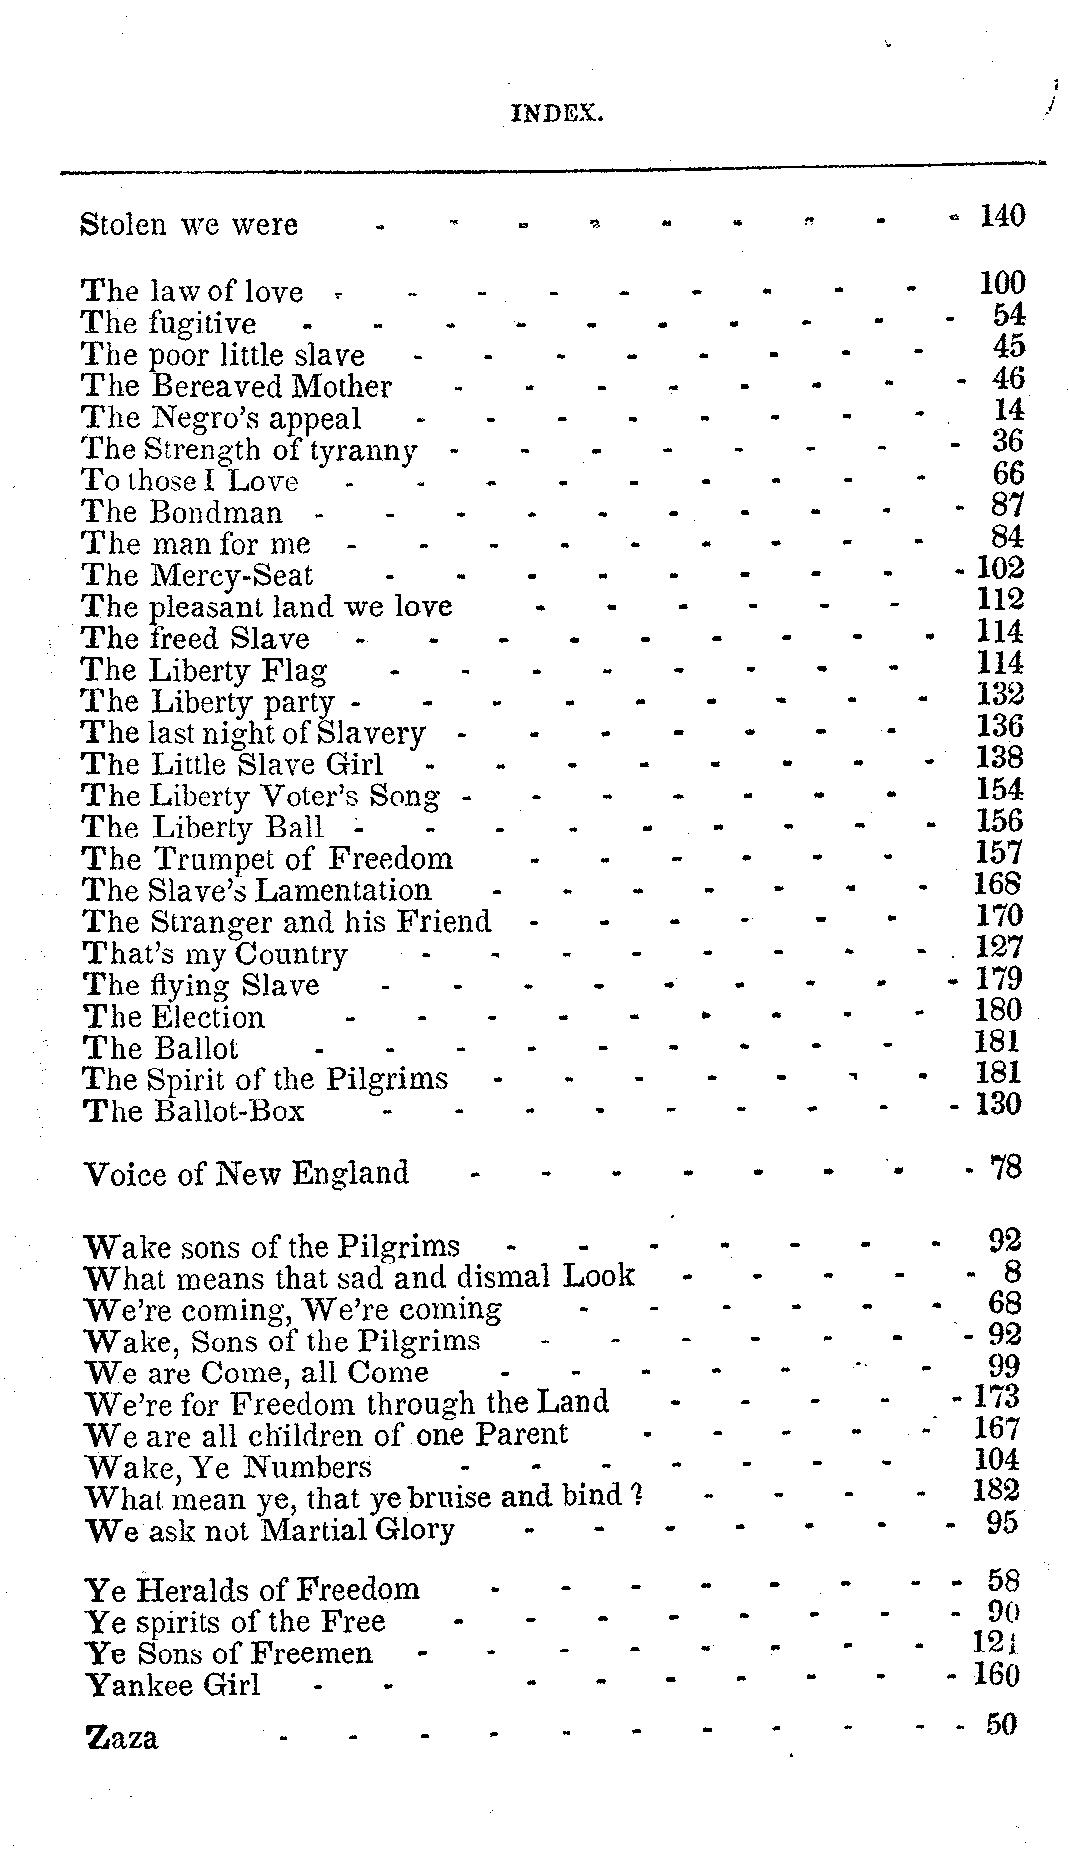 INDEX.
Stolen we were - - - - - - - - - 140
The law of love - - - - - - - - - 100
The fugitive - - - - - - - - - - 54
The poor little slave - - - - - - - - 45
The Bereaved Mother - - - - - - - - 46
The Negro's appeal - - - - - - - - 14
The Strength of tyranny - - - - - - - - 36
To those I Love - - - - - - - - - 66
The Bondman - - - - - - - - - - 87
The man for me - - - - - - - - - 84
The Mercy-Seat - - - - - - - - - 102
The pleasant land we love - - - - - - 112
The freed Slave - - - - - - - - - 114
The Liberty Flag - - - - - - - - 114
The Liberty party - - - - - - - - - 132
The last night of Slavery - - - - - - - 136
The Little Slave Girl - - - - - - - - 138
The Liberty Voter's Song - - - - - - - 154
The Liberty Ball - - - - - - - - - 156
The Trumpet of Freedom - - - - - - 157
The Slave's Lamentation - - - - - - - 168
The Stranger and his Friend - - - - - - 170
That's my Country - - - - - - - - 127
The flying Slave - - - - - - - - - 179
The Election - - - - - - - - - 180
The Ballot - - - - - - - - - 181
The Spirit of the Pilgrims - - - - - - - 181
The Ballot-Box - - - - - - - - - 130
Voice of New England - - - - - - - - 78
Wake sons of the Pilgrims - - - - - - - 92
What means that sad and dismal Look - - - - - 8
We're coming, We're coming - - - - - - 68
Wake, Sons of the Pilgrims - - - - - - - 92
We are Come, all Come - - - - - - - 99
We're for Freedom through the Land - - - - - 173
We are all children of one Parent - - - - - 167
Wake, Ye Numbers - - - - - - - 104
What mean ye, that ye bruise and bind? - - - - 182
We ask not Martial Glory - - - - - - - 95
Ye Heralds of Freedom - - - - - - - - 58
Ye spirits of the Free - - - - - - - - 90
Ye Sons of Freemen - - - - - - - - 121
Yankee Girl - - - - - - - - - 160
Zaza - - - - - - - - - - - 50